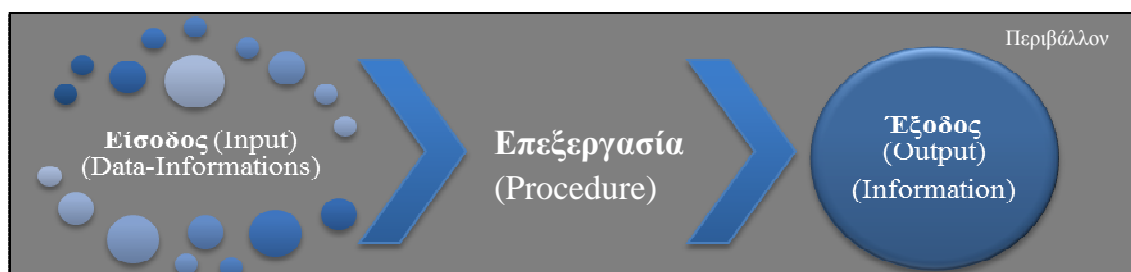 Περιβάλλον
Είσοδος (Input)
(Data-Informations)
Επεξεργασία
(Procedure)
Έξοδος
(Output)
(Information)